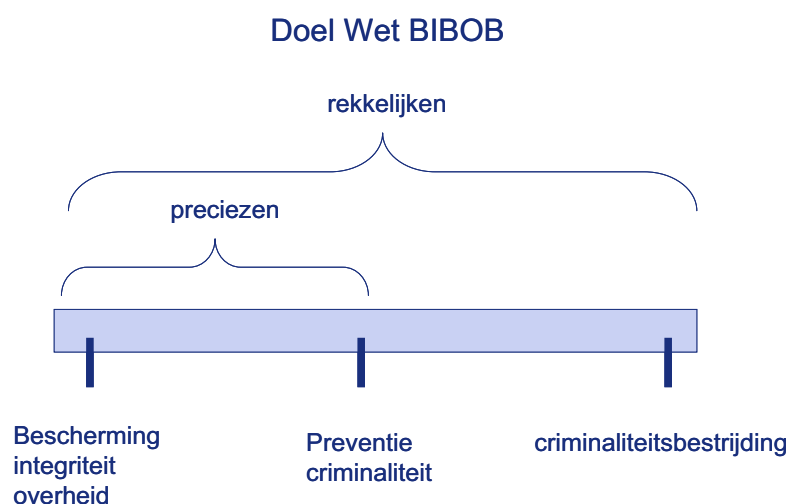 Doel Wet BIBOB
rekkelijken
preciezen
Bescherming
integriteit
overheid
Preventie
criminaliteit
criminaliteitsbestrijding